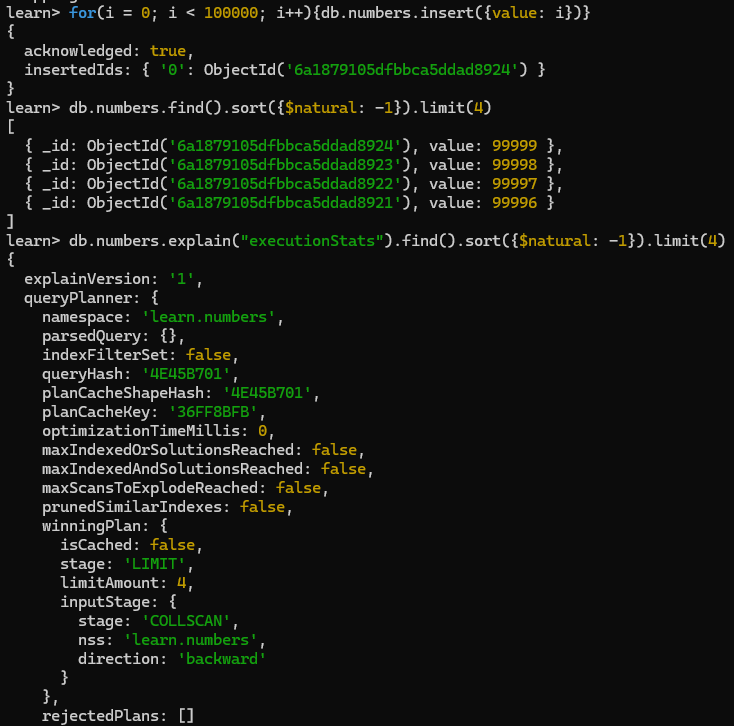 learn> for(i = 0; i < 100000; i++){db.numbers.insert({value: i})}
{
  acknowledged: true,
  insertedIds: { '0': ObjectId('6a1879105dfbbca5ddad8924') }
}
learn> db.numbers.find().sort({$natural: -1}).limit(4)
[
  { _id: ObjectId('6a1879105dfbbca5ddad8924'), value: 99999 },
  { _id: ObjectId('6a1879105dfbbca5ddad8923'), value: 99998 },
  { _id: ObjectId('6a1879105dfbbca5ddad8922'), value: 99997 },
  { _id: ObjectId('6a1879105dfbbca5ddad8921'), value: 99996 }
]
learn> db.numbers.explain("executionStats").find().sort({$natural: -1}).limit(4)
{
  explainVersion: '1',
  queryPlanner: {
    namespace: 'learn.numbers',
    parsedQuery: {},
    indexFilterSet: false,
    queryHash: '4E45B701',
    planCacheShapeHash: '4E45B701',
    planCacheKey: '36FF8BFB',
    optimizationTimeMillis: 0,
    maxIndexedOrSolutionsReached: false,
    maxIndexedAndSolutionsReached: false,
    maxScansToExplodeReached: false,
    prunedSimilarIndexes: false,
    winningPlan: {
      isCached: false,
      stage: 'LIMIT',
      limitAmount: 4,
      inputStage: {
        stage: 'COLLSCAN',
        nss: 'learn.numbers',
        direction: 'backward'
      }
    },
    rejectedPlans: []